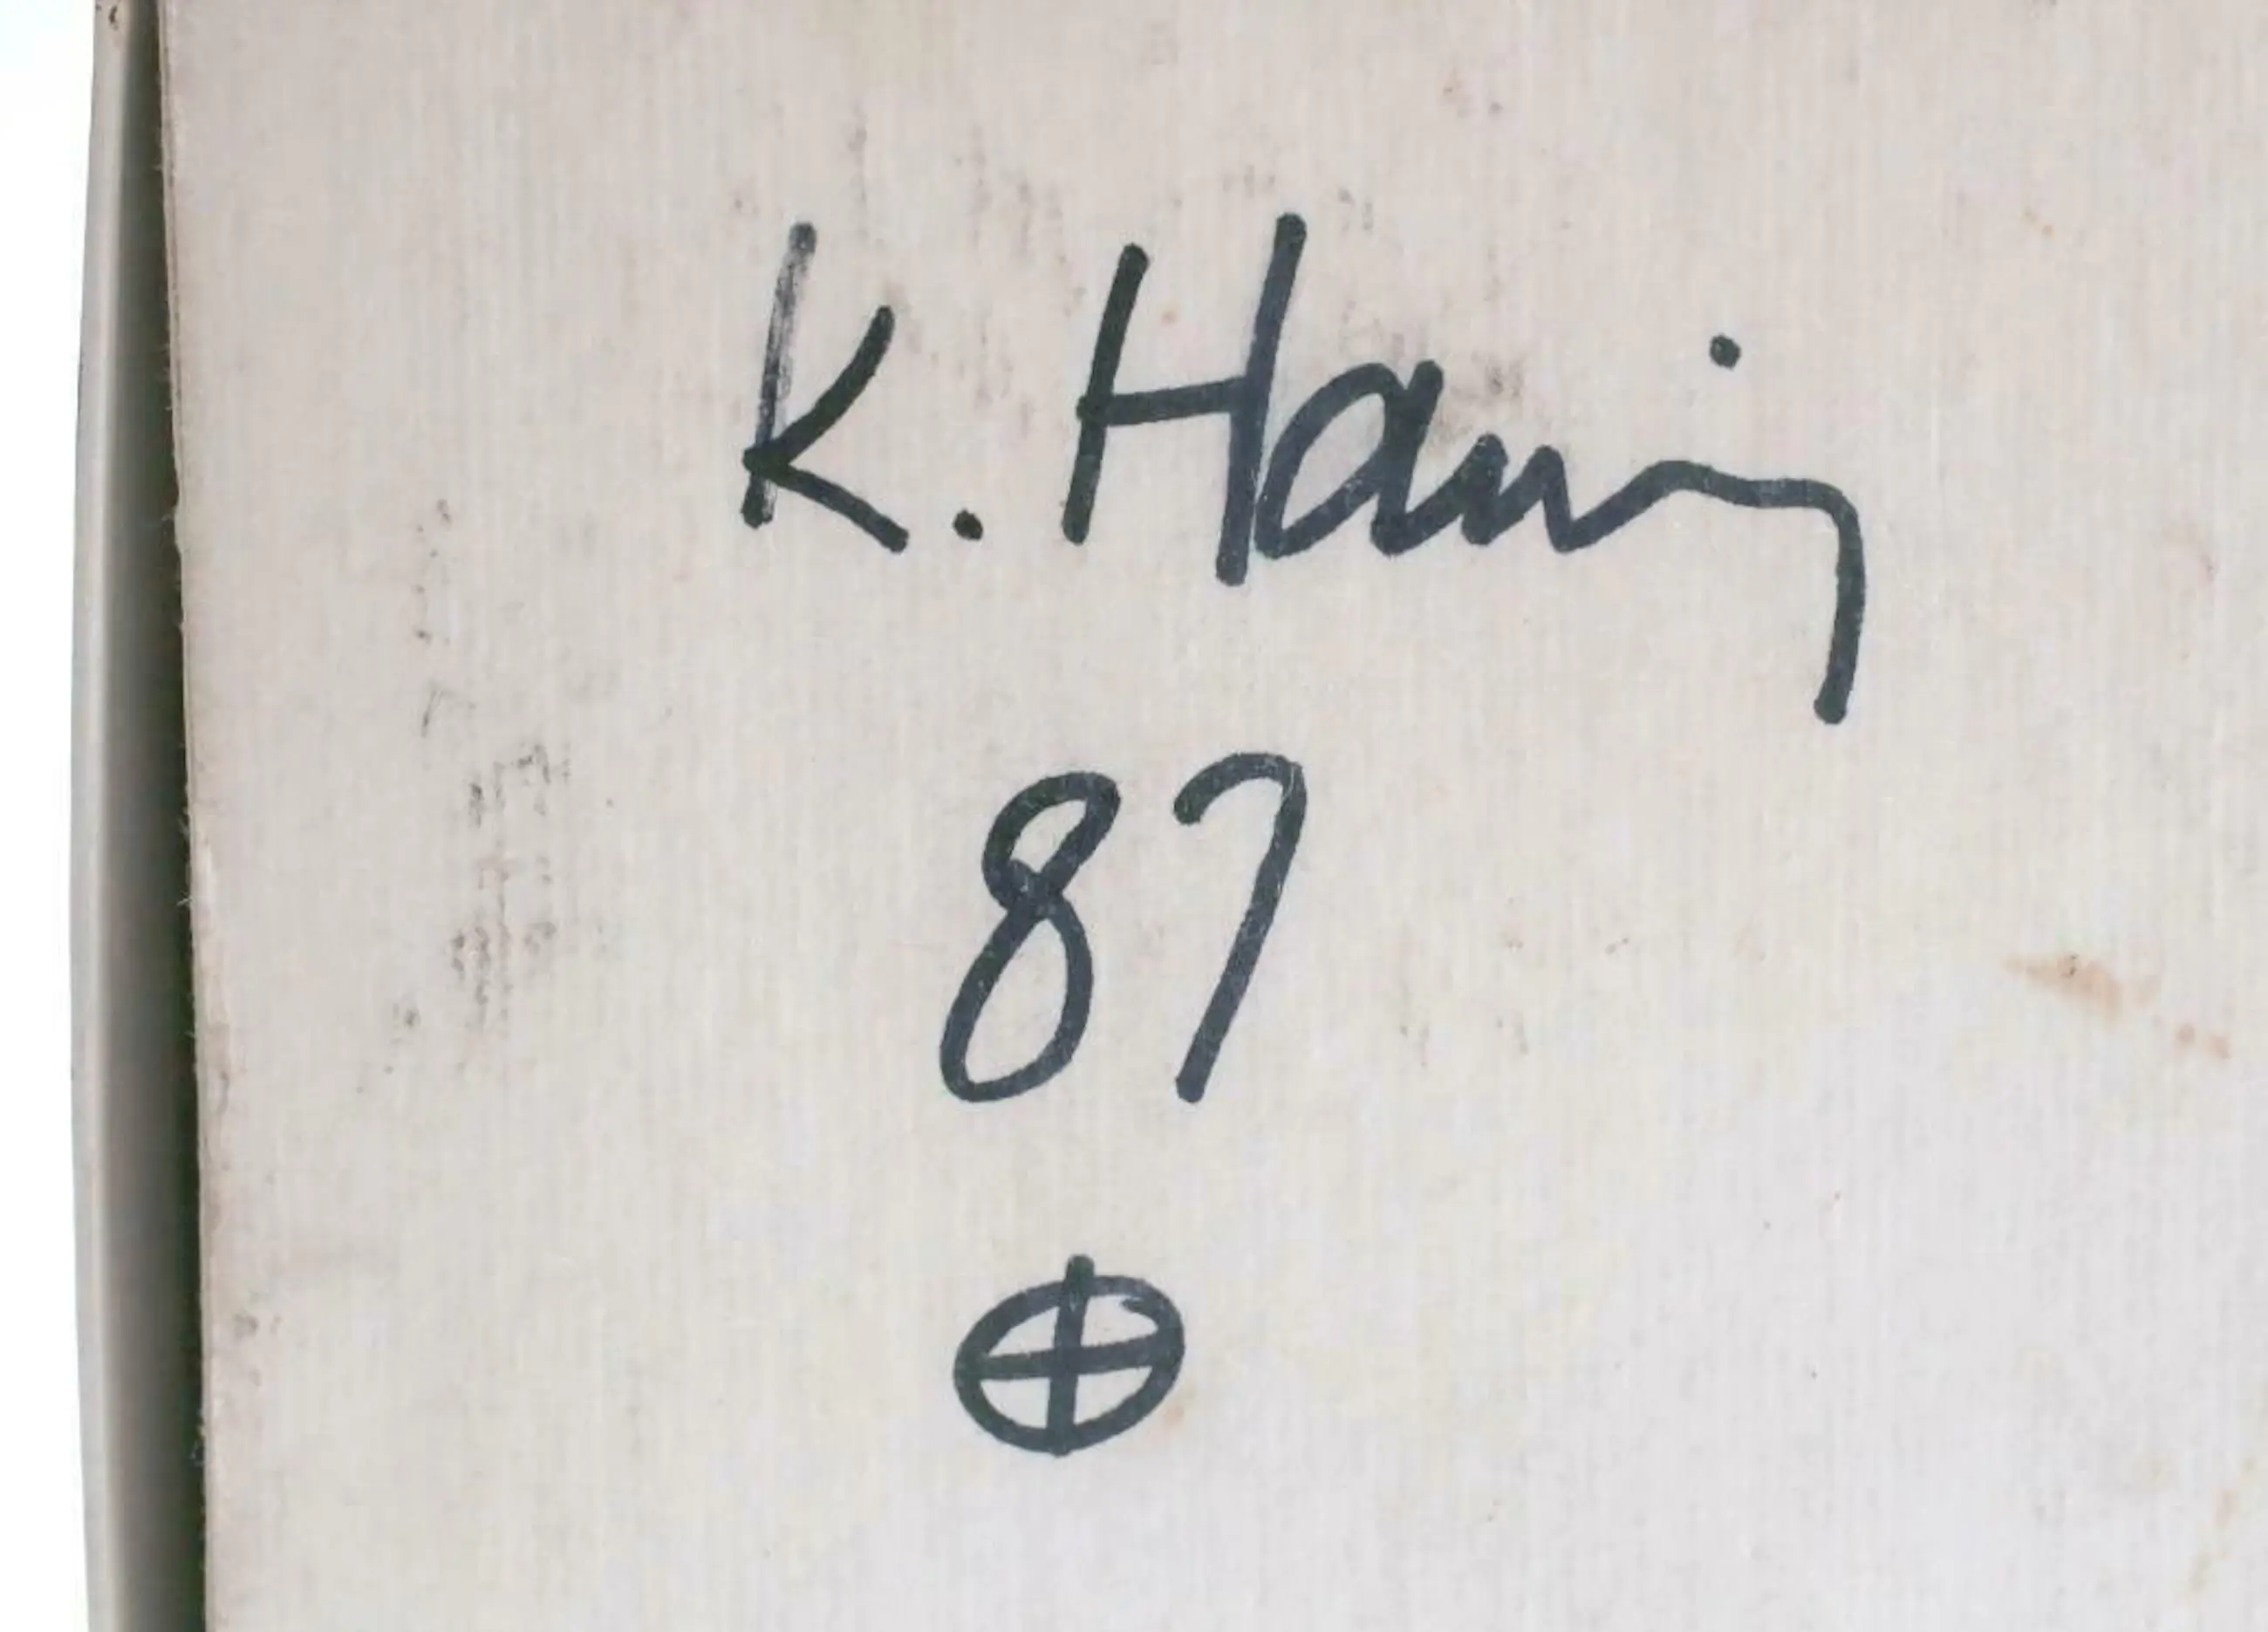 K. Haring
87
⊕